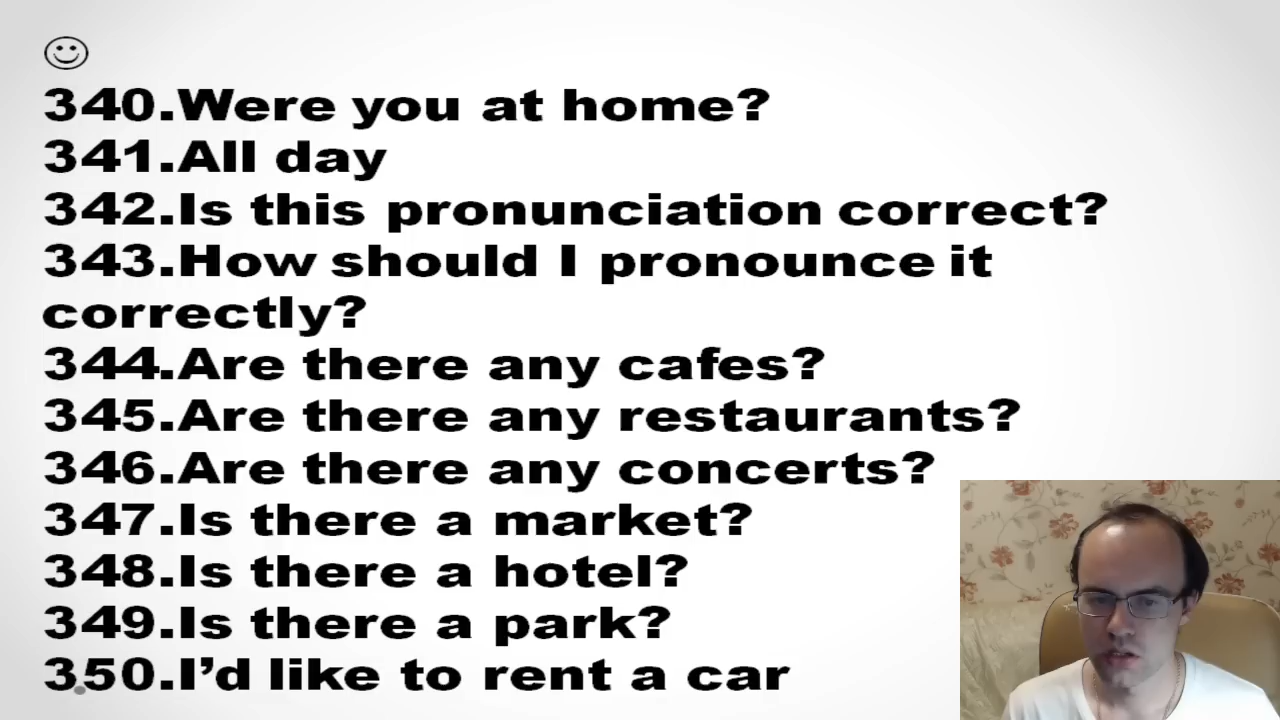 340.Were you at home?
341.All day
342.Is this pronunciation correct?
343.How should I pronounce it
correctly?
344.Are there any cafes?
345.Are there any restaurants?
346.Are there any concerts?
347.Is there a market?
348.Is there a hotel?
349.Is there a park?
350.I’d like to rent a car